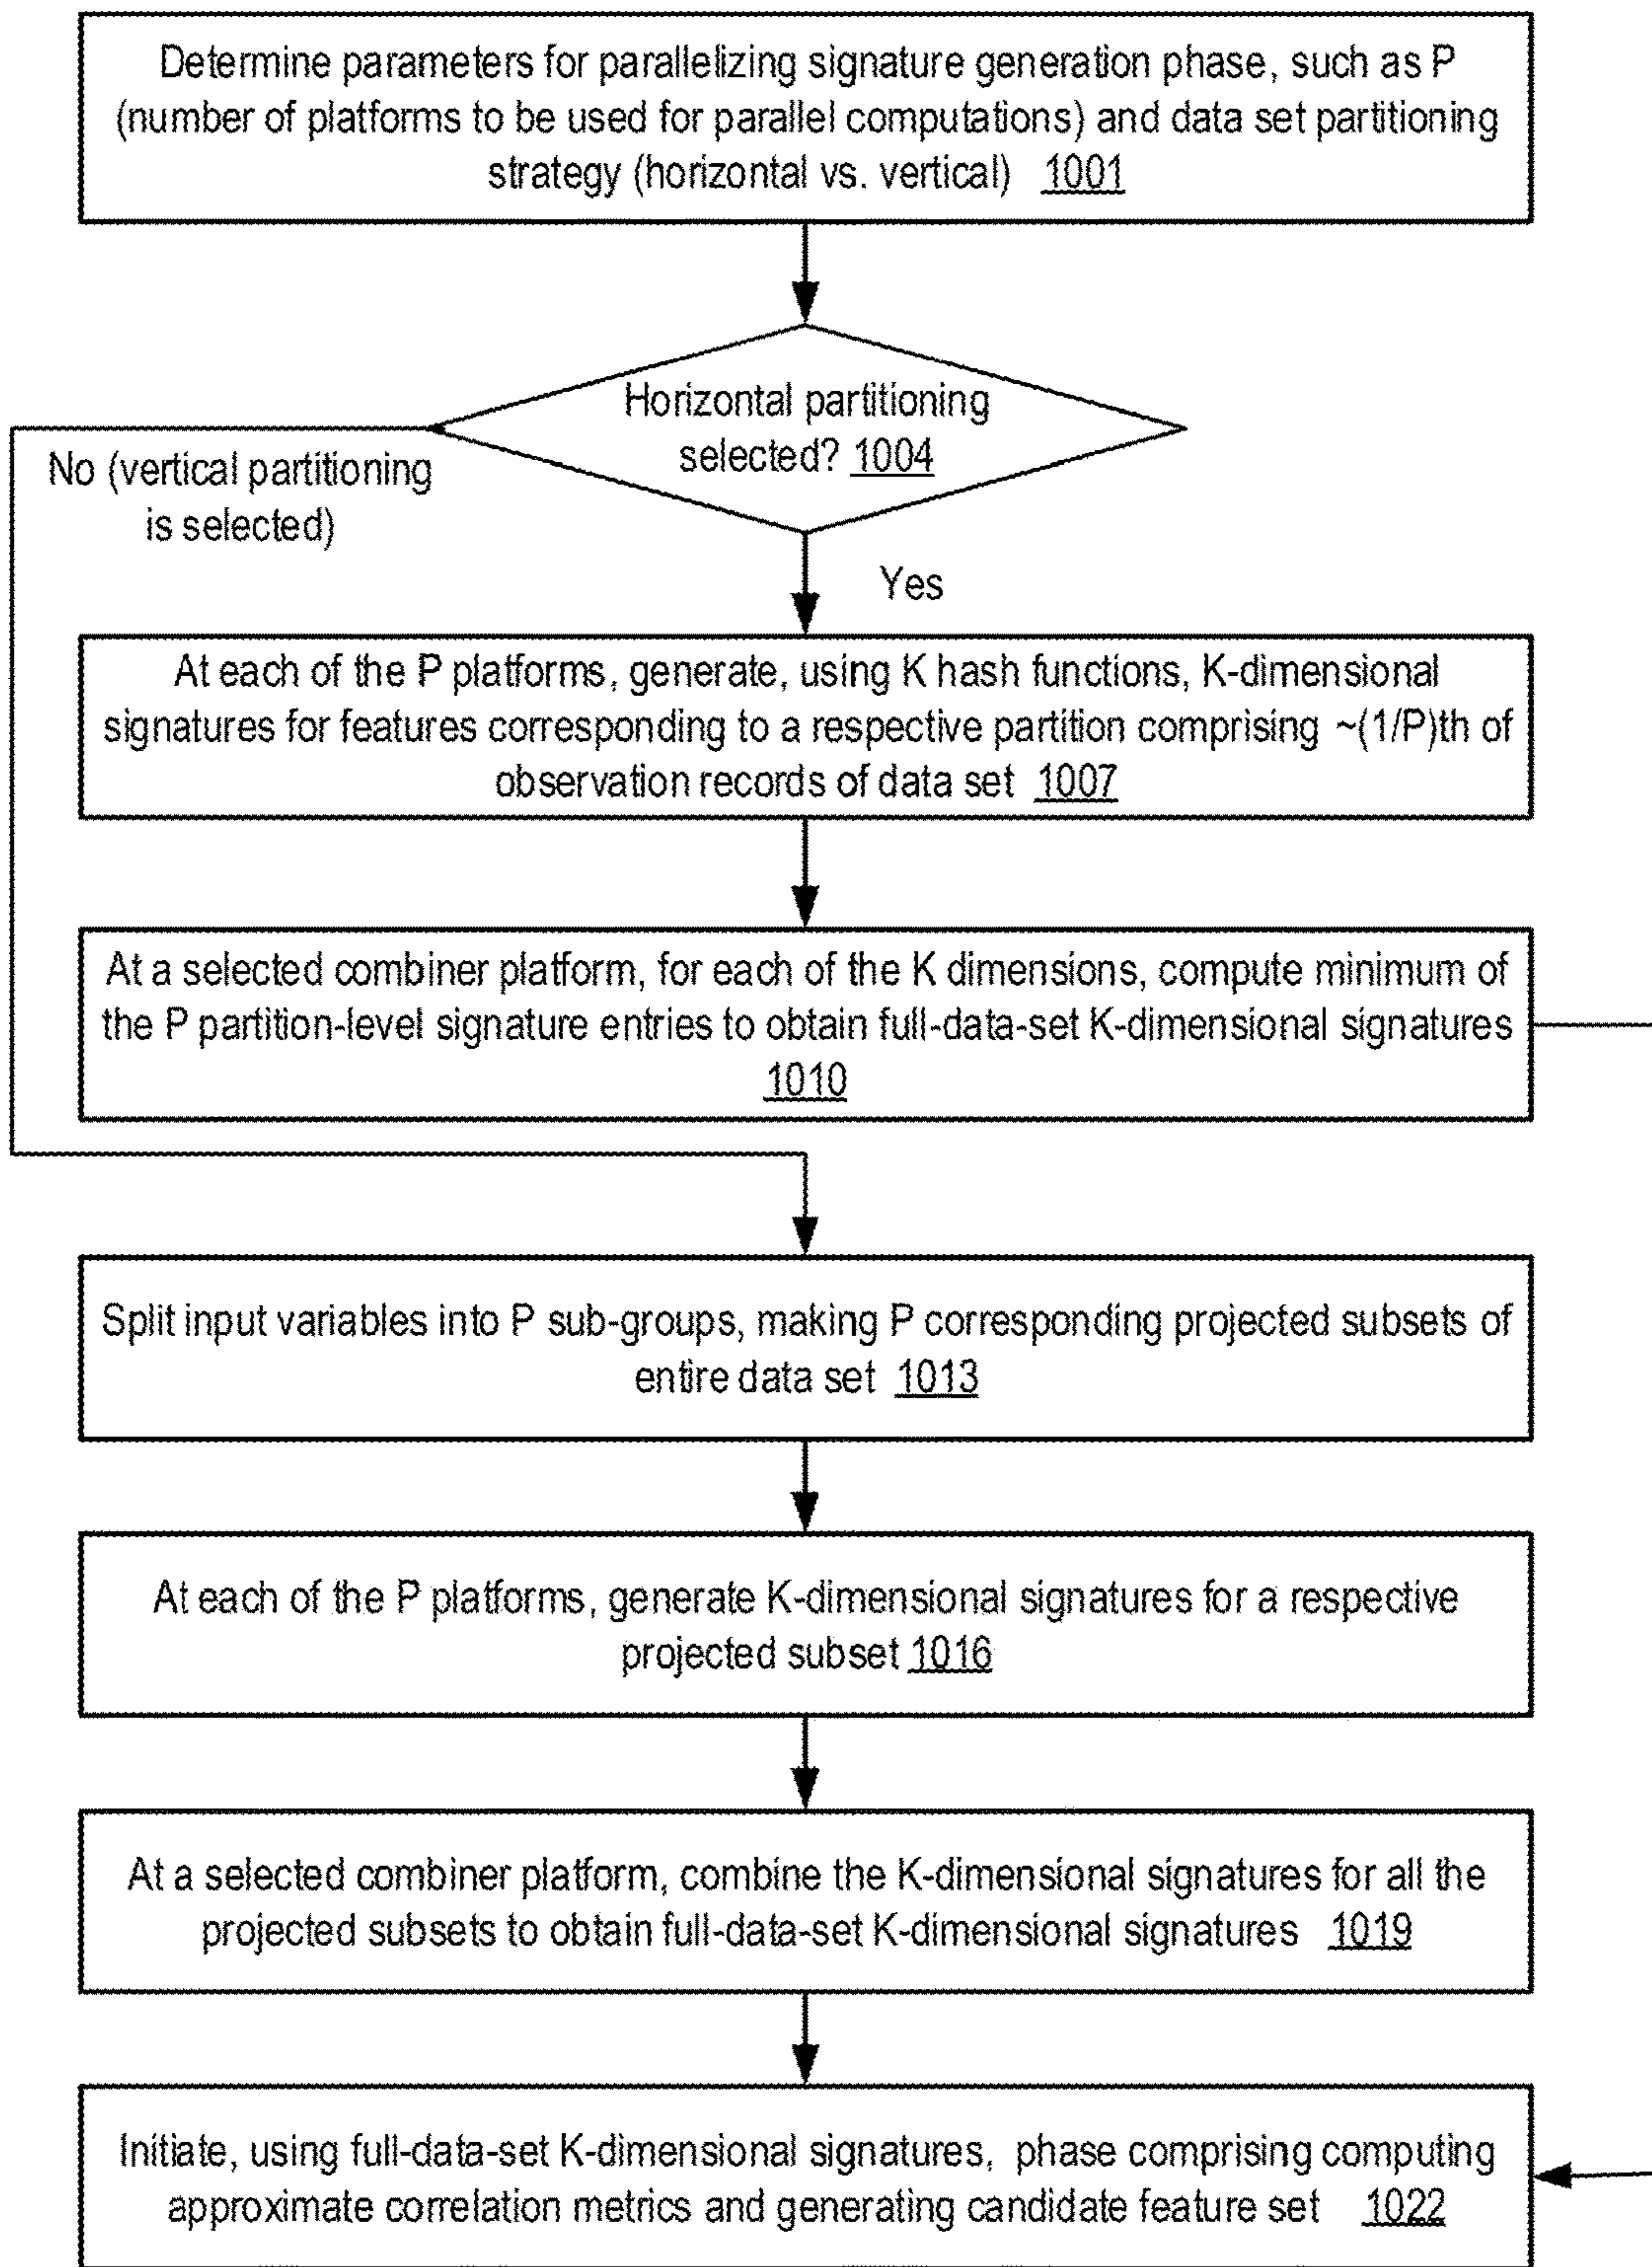 Determine parameters for parallelizing signature generation phase, such as P
(number of platforms to be used for parallel computations) and data set partitioning
strategy (horizontal vs. vertical) 1001
Horizontal partitioning
selected? 1004
No (vertical partitioning
is selected)
Yes
At each of the P platforms, generate, using K hash functions, K-dimensional
signatures for features corresponding to a respective partition comprising ~(1/P)th of
observation records of data set 1007
At a selected combiner platform, for each of the K dimensions, compute minimum of
the P partition-level signature entries to obtain full-data-set K-dimensional signatures
1010
Split input variables into P sub-groups, making P corresponding projected subsets of
entire data set 1013
At each of the P platforms, generate K-dimensional signatures for a respective
projected subset 1016
At a selected combiner platform, combine the K-dimensional signatures for all the
projected subsets to obtain full-data-set K-dimensional signatures 1019
Initiate, using full-data-set K-dimensional signatures, phase comprising computing
approximate correlation metrics and generating candidate feature set 1022